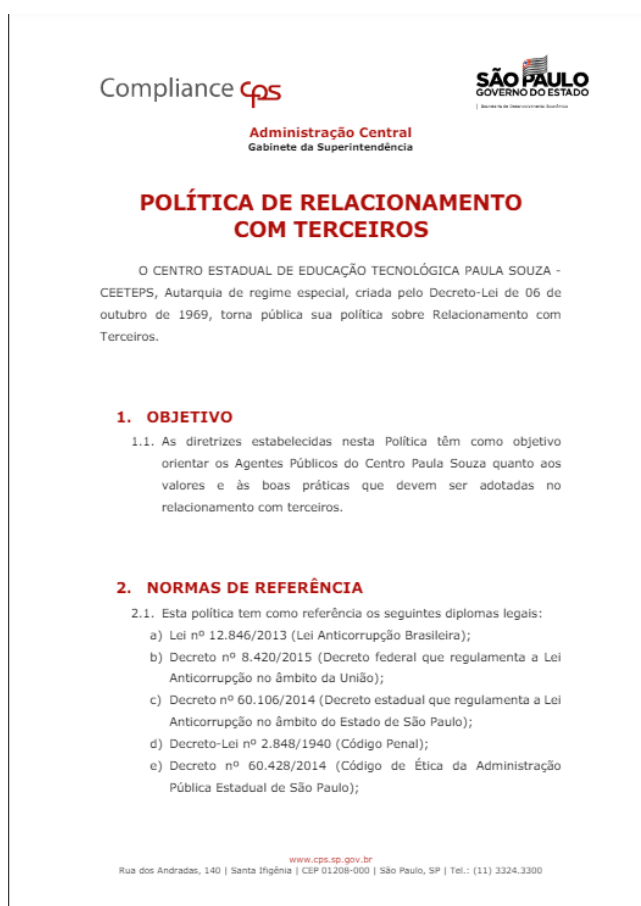 Compliance cps
SÃO PAULO
GOVERNO DO ESTADO
Secretaria de Desenvolvimento Econômico
Administração Central
Gabinete da Superintendência
POLÍTICA DE RELACIONAMENTO
COM TERCEIROS
O CENTRO ESTADUAL DE EDUCAÇÃO TECNOLÓGICA PAULA SOUZA -
CEETEPS, Autarquia de regime especial, criada pelo Decreto-Lei de 06 de
outubro de 1969, torna pública sua política sobre Relacionamento com
Terceiros.
1. OBJETIVO
1.1. As diretrizes estabelecidas nesta Política têm como objetivo
orientar os Agentes Públicos do Centro Paula Souza quanto aos
valores e às boas práticas que devem ser adotadas no
relacionamento com terceiros.
2. NORMAS DE REFERÊNCIA
2.1. Esta política tem como referência os seguintes diplomas legais:
a) Lei nº 12.846/2013 (Lei Anticorrupção Brasileira);
b) Decreto nº 8.420/2015 (Decreto federal que regulamenta a Lei
Anticorrupção no âmbito da União);
c) Decreto nº 60.106/2014 (Decreto estadual que regulamenta a Lei
Anticorrupção no âmbito do Estado de São Paulo);
d) Decreto-Lei nº 2.848/1940 (Código Penal);
e) Decreto nº 60.428/2014 (Código de Ética da Administração
Pública Estadual de São Paulo);
www.cps.sp.gov.br
Rua dos Andradas, 140 | Santa Ifigênia | CEP 01208-000 | São Paulo, SP | Tel.: (11) 3324.3300